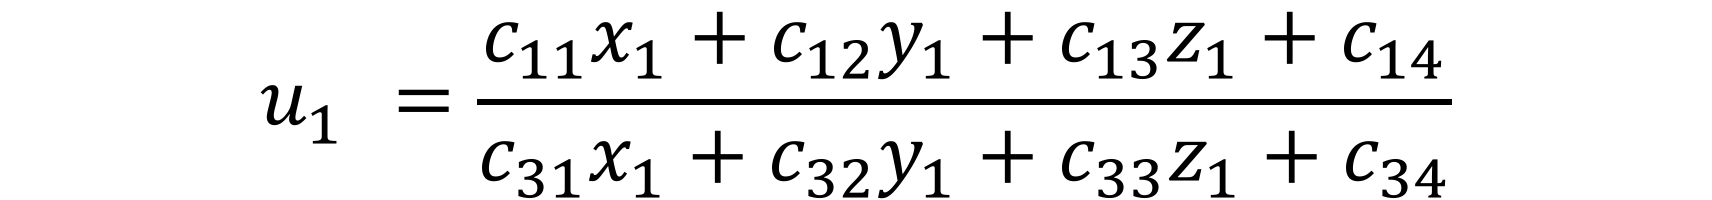 u₁ = (c₁₁x₁ + c₁₂y₁ + c₁₃z₁ + c₁₄) / (c₃₁x₁ + c₃₂y₁ + c₃₃z₁ + c₃₄)